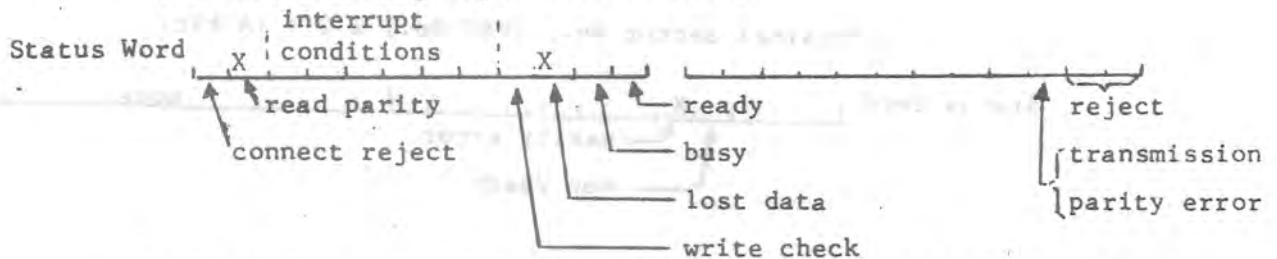 interrupt
Status Word X conditions X
read parity ready reject
connect reject busy transmission
lost data parity error
write check